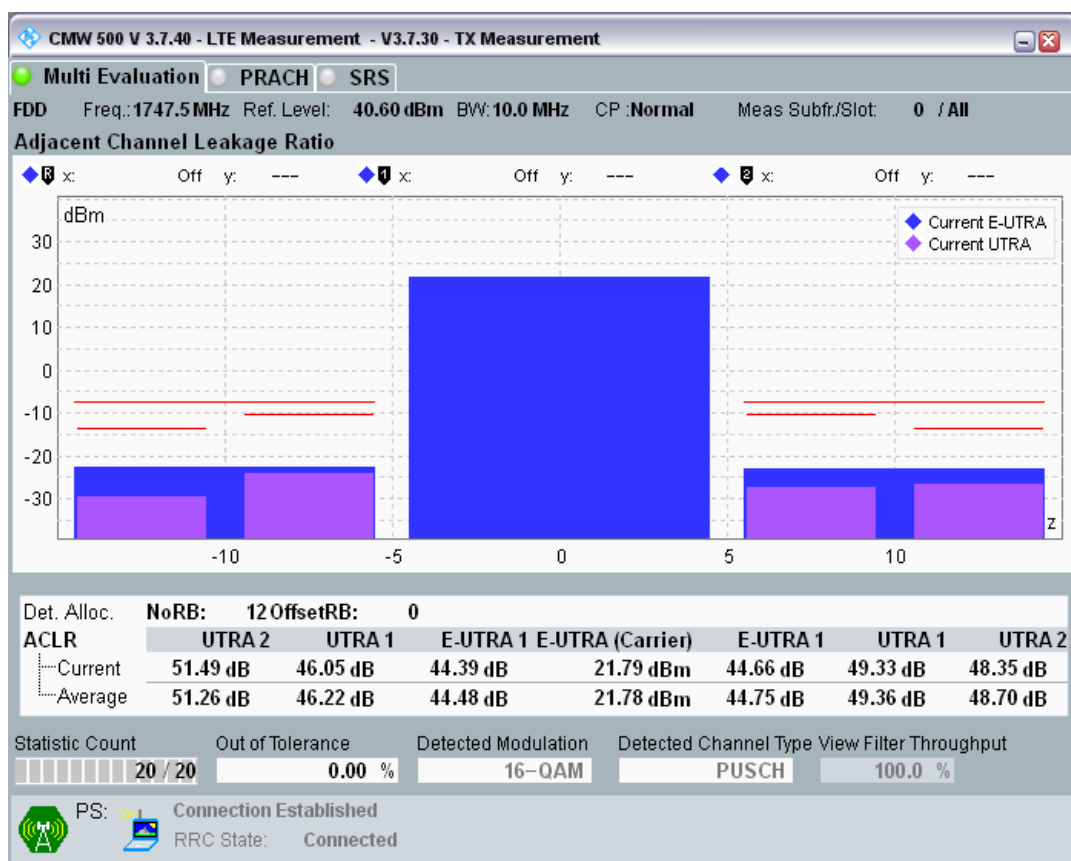 CMW 500 V 3.7.40 - LTE Measurement - V3.7.30 - TX Measurement
Multi Evaluation PRACH SRS
FDD Freq.: 1747.5 MHz Ref. Level: 40.60 dBm BW: 10.0 MHz CP : Normal Meas Subfr./Slot: 0 / All
Adjacent Channel Leakage Ratio
R x: Off y: --- 1 x: Off y: --- 2 x: Off y: ---
dBm
Current E-UTRA
Current UTRA
30
20
10
0
-10
-20
-30
z
-10 -5 0 5 10
Det. Alloc. NoRB: 12 OffsetRB: 0
ACLR UTRA 2 UTRA 1 E-UTRA 1 E-UTRA (Carrier) E-UTRA 1 UTRA 1 UTRA 2
Current 51.49 dB 46.05 dB 44.39 dB 21.79 dBm 44.66 dB 49.33 dB 48.35 dB
Average 51.26 dB 46.22 dB 44.48 dB 21.78 dBm 44.75 dB 49.36 dB 48.70 dB
Statistic Count Out of Tolerance Detected Modulation Detected Channel Type View Filter Throughput
20 / 20 0.00 % 16-QAM PUSCH 100.0 %
PS: Connection Established
RRC State: Connected